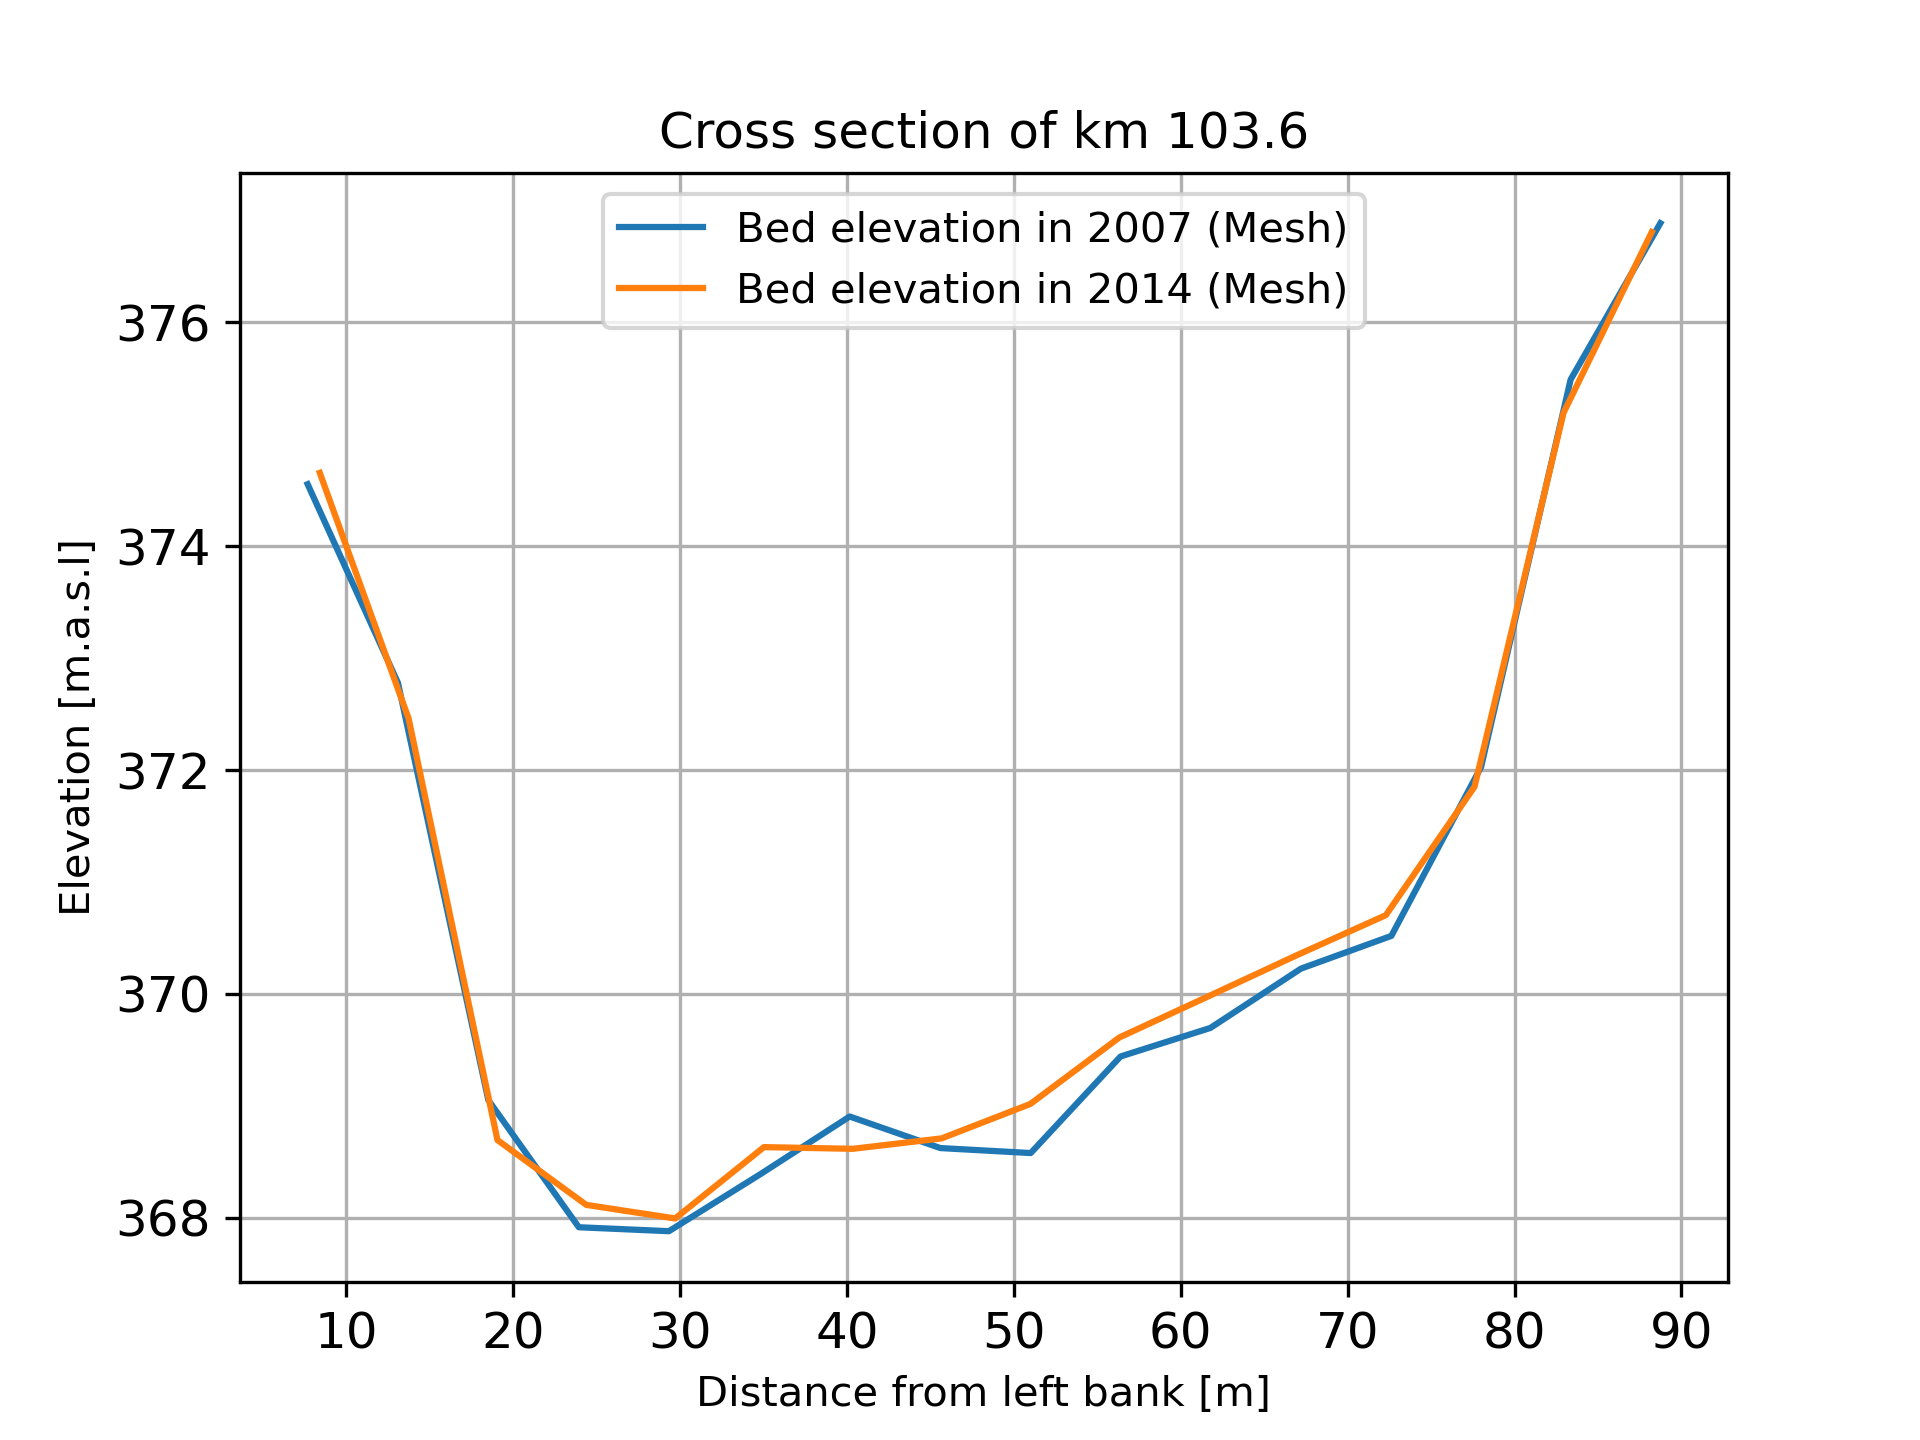 Cross section of km 103.6
Bed elevation in 2007 (Mesh)
Bed elevation in 2014 (Mesh)
Elevation [m.a.s.l]
376
374
372
370
368
10 20 30 40 50 60 70 80 90
Distance from left bank [m]